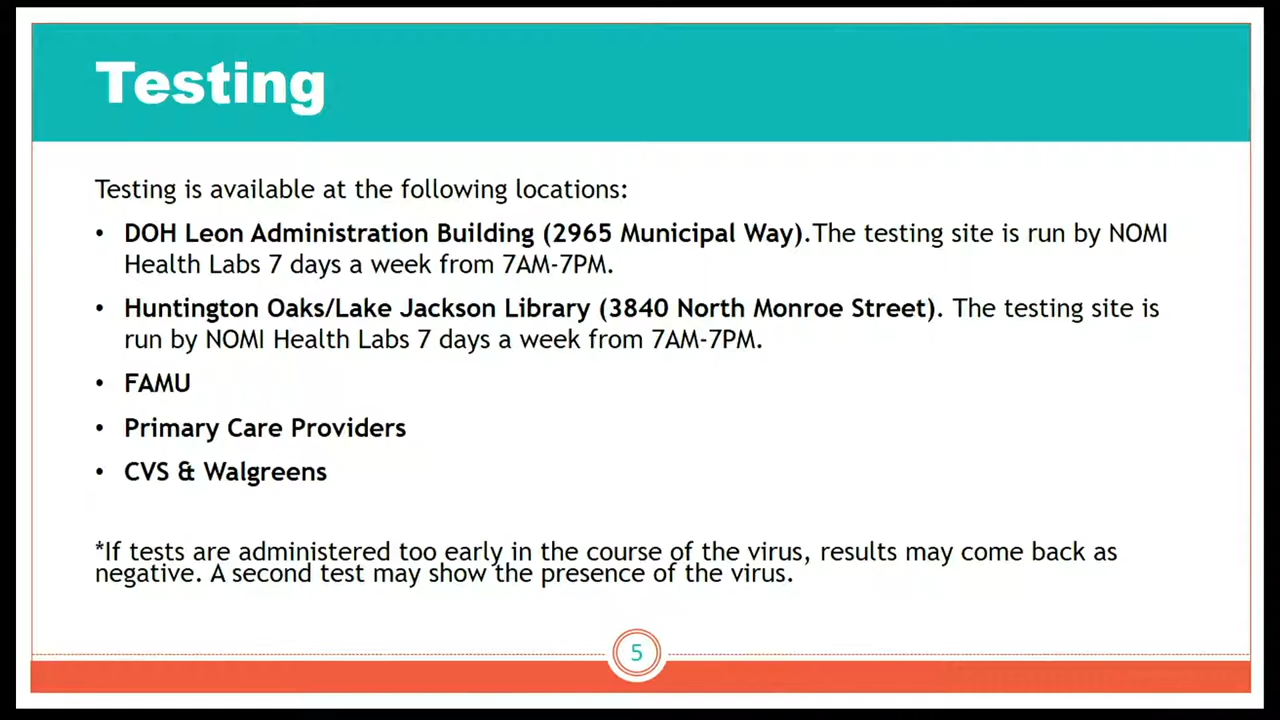 Testing
Testing is available at the following locations:
• DOH Leon Administration Building (2965 Municipal Way).The testing site is run by NOMI
Health Labs 7 days a week from 7AM-7PM.
• Huntington Oaks/Lake Jackson Library (3840 North Monroe Street). The testing site is
run by NOMI Health Labs 7 days a week from 7AM-7PM.
• FAMU
• Primary Care Providers
• CVS & Walgreens
*If tests are administered too early in the course of the virus, results may come back as
negative. A second test may show the presence of the virus.
5